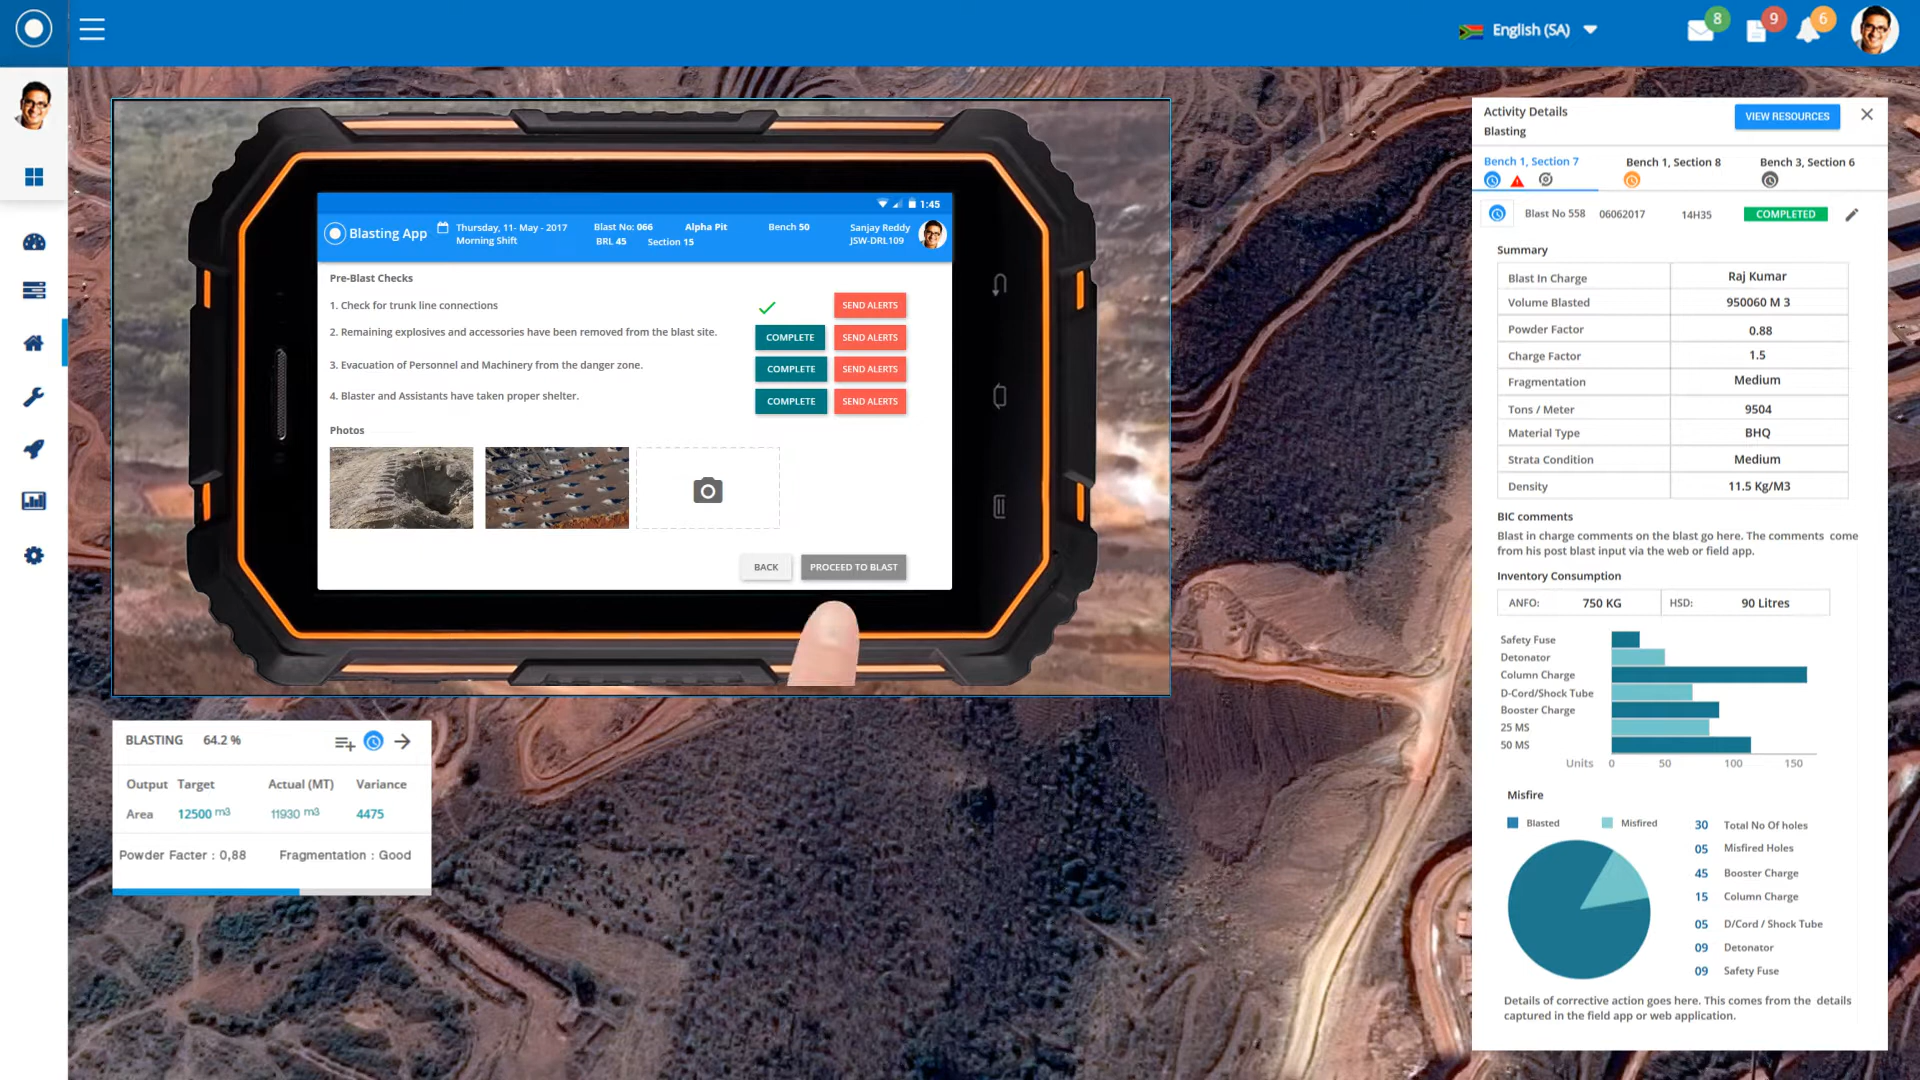 English (SA)
8
9
6
1:45
Blasting App
Thursday, 11- May - 2017
Morning Shift
Blast No: 066
BRL 45
Alpha Pit
Section 15
Bench 50
Sanjay Reddy
JSW-DRL109
Pre-Blast Checks
1. Check for trunk line connections
SEND ALERTS
2. Remaining explosives and accessories have been removed from the blast site.
COMPLETE
SEND ALERTS
3. Evacuation of Personnel and Machinery from the danger zone.
COMPLETE
SEND ALERTS
4. Blaster and Assistants have taken proper shelter.
COMPLETE
SEND ALERTS
Photos
BACK
PROCEED TO BLAST
BLASTING 64.2 %
Output Target Actual (MT) Variance
Area 12500 m3 11930 m3 4475
Powder Facter : 0,88 Fragmentation : Good
Activity Details
Blasting
VIEW RESOURCES
Bench 1, Section 7
Bench 1, Section 8
Bench 3, Section 6
Blast No 558 06062017 14H35 COMPLETED
Summary
Blast In Charge Raj Kumar
Volume Blasted 950060 M 3
Powder Factor 0.88
Charge Factor 1.5
Fragmentation Medium
Tons / Meter 9504
Material Type BHQ
Strata Condition Medium
Density 11.5 Kg/M3
BIC comments
Blast in charge comments on the blast go here. The comments come
from his post blast input via the web or field app.
Inventory Consumption
ANFO: 750 KG HSD: 90 Litres
Safety Fuse
Detonator
Column Charge
D-Cord/Shock Tube
Booster Charge
25 MS
50 MS
Units 0 50 100 150
Misfire
Blasted Misfired
30 Total No Of holes
05 Misfired Holes
45 Booster Charge
15 Column Charge
05 D/Cord / Shock Tube
09 Detonator
09 Safety Fuse
Details of corrective action goes here. This comes from the details
captured in the field app or web application.